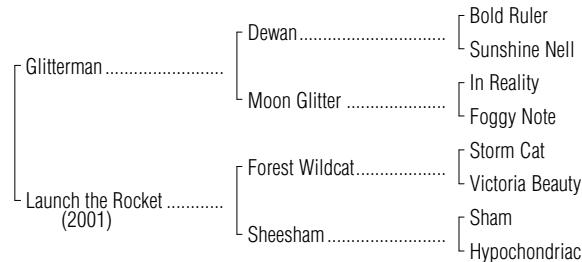 Bold Ruler
Dewan
Sunshine Nell
Glitterman
In Reality
Moon Glitter
Foggy Note
Storm Cat
Forest Wildcat
Victoria Beauty
Launch the Rocket
(2001)
Sham
Sheesham
Hypochondriac